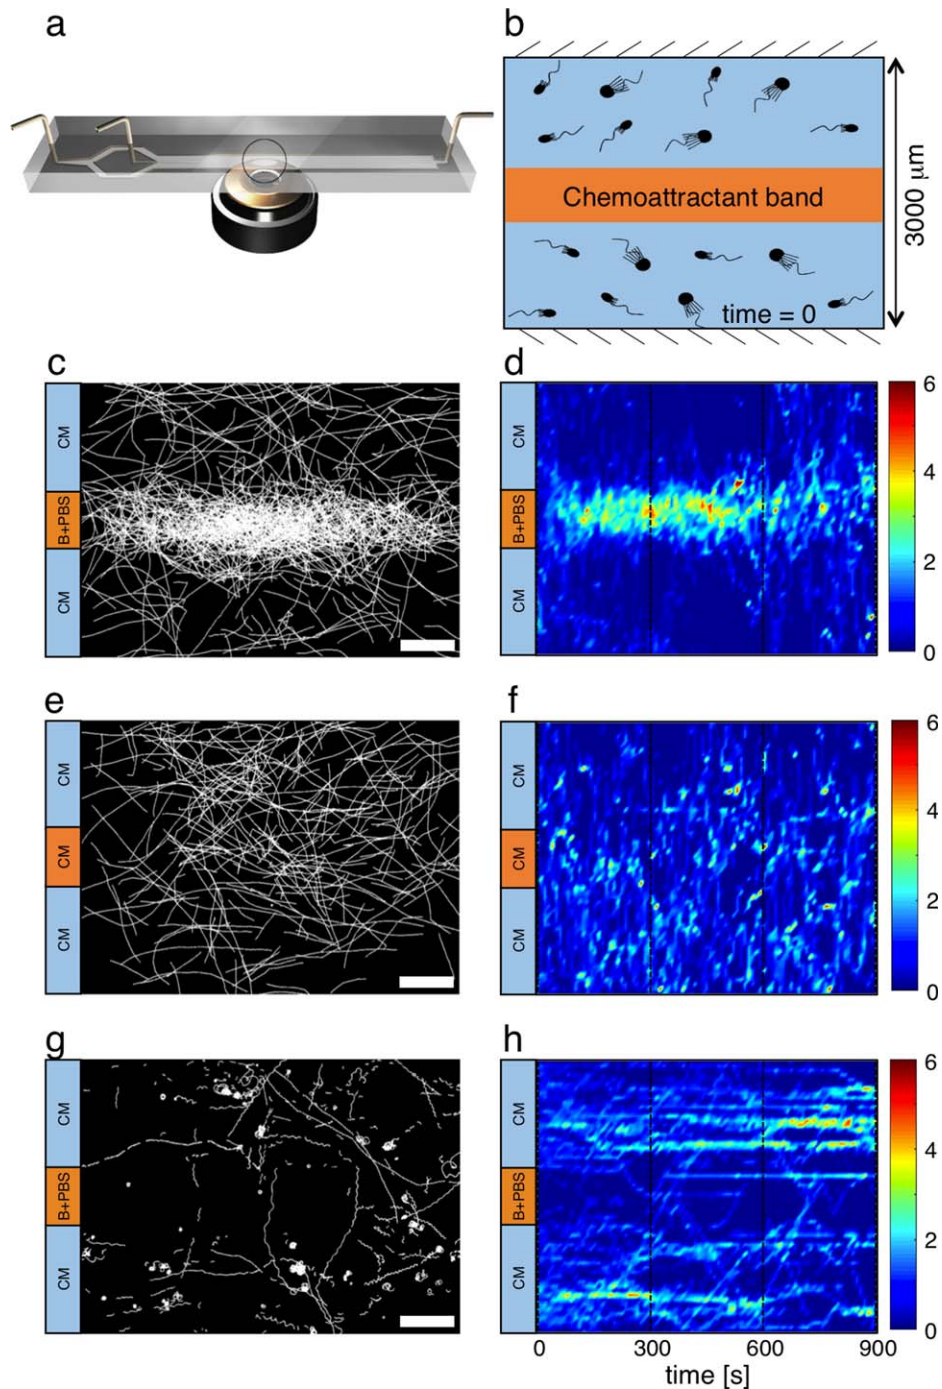 a
b
Chemoattractant band
3000 μm
time = 0
c
d
CM
B+PBS
CM
CM
B+PBS
CM
6
4
2
0
e
f
CM
CM
CM
CM
CM
CM
6
4
2
0
g
h
CM
B+PBS
CM
CM
B+PBS
CM
6
4
2
0
0 300 600 900
time [s]